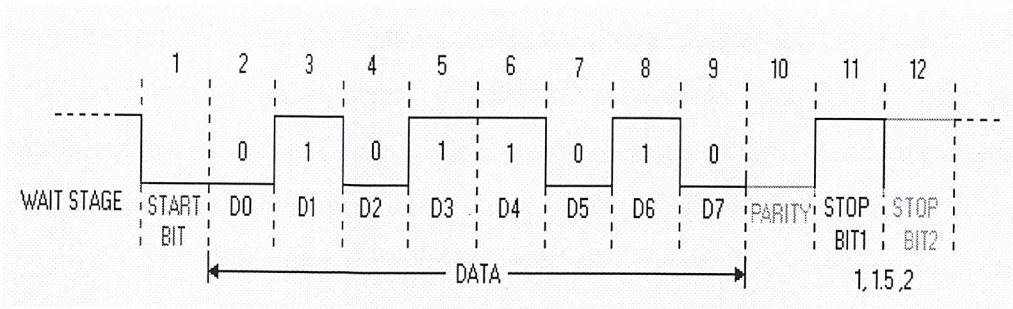 1 2 3 4 5 6 7 8 9 10 11 12
0 1 0 1 1 0 1 0
WAIT STAGE START BIT D0 D1 D2 D3 D4 D5 D6 D7 PARITY STOP BIT1 STOP BIT2
DATA
1, 1.5 ,2